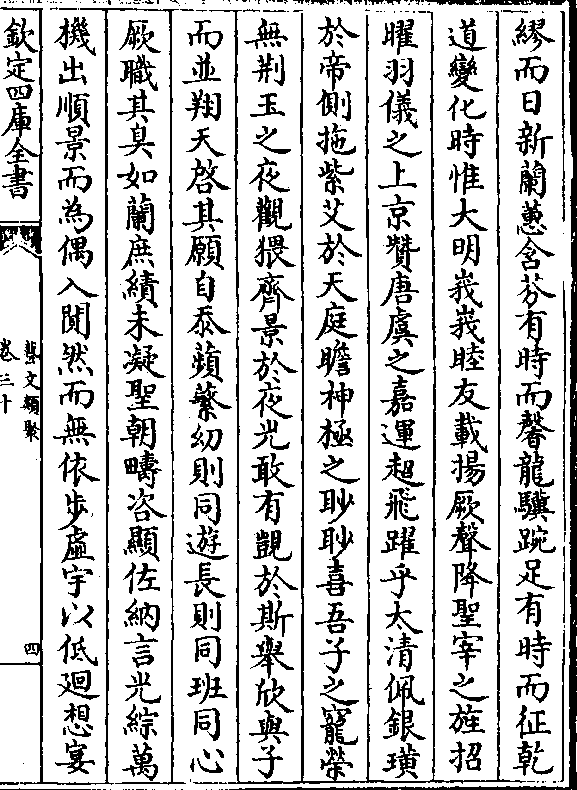 繆而日新蘭蕙含芬有時而馨龍驥踠足有時而征乾
道變化時惟大明峩峩睦友載揚厥聲降聖宰之旌招
曜羽儀之上京贊唐虞之嘉運超飛躍乎太清佩銀璜
於帝側拖紫艾於天庭瞻神極之眇眇喜吾子之寵榮
無荆玉之夜觀猥齊景於夜光敢有覬於斯舉欣與子
而並翔天啓其願自忝蘋蘩幼則同遊長則同班同心
厥職其臭如蘭庶績未凝聖朝疇咨顯佐納言光綜萬
機出順景而為偶入閴然而無依步虛宇以低廻想宴
欽定四庫全書
藝文類聚
卷三十
四